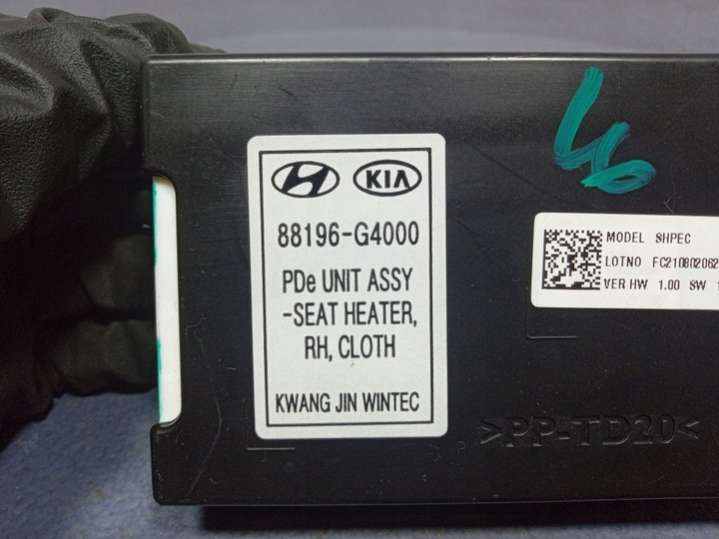 KIA
88196-G4000
PDe UNIT ASSY
-SEAT HEATER,
RH, CLOTH
KWANG JIN WINTEC
MODEL SHPEC
LOTNO FC210802062
VER HW 1.00 SW
>PP-TD20<